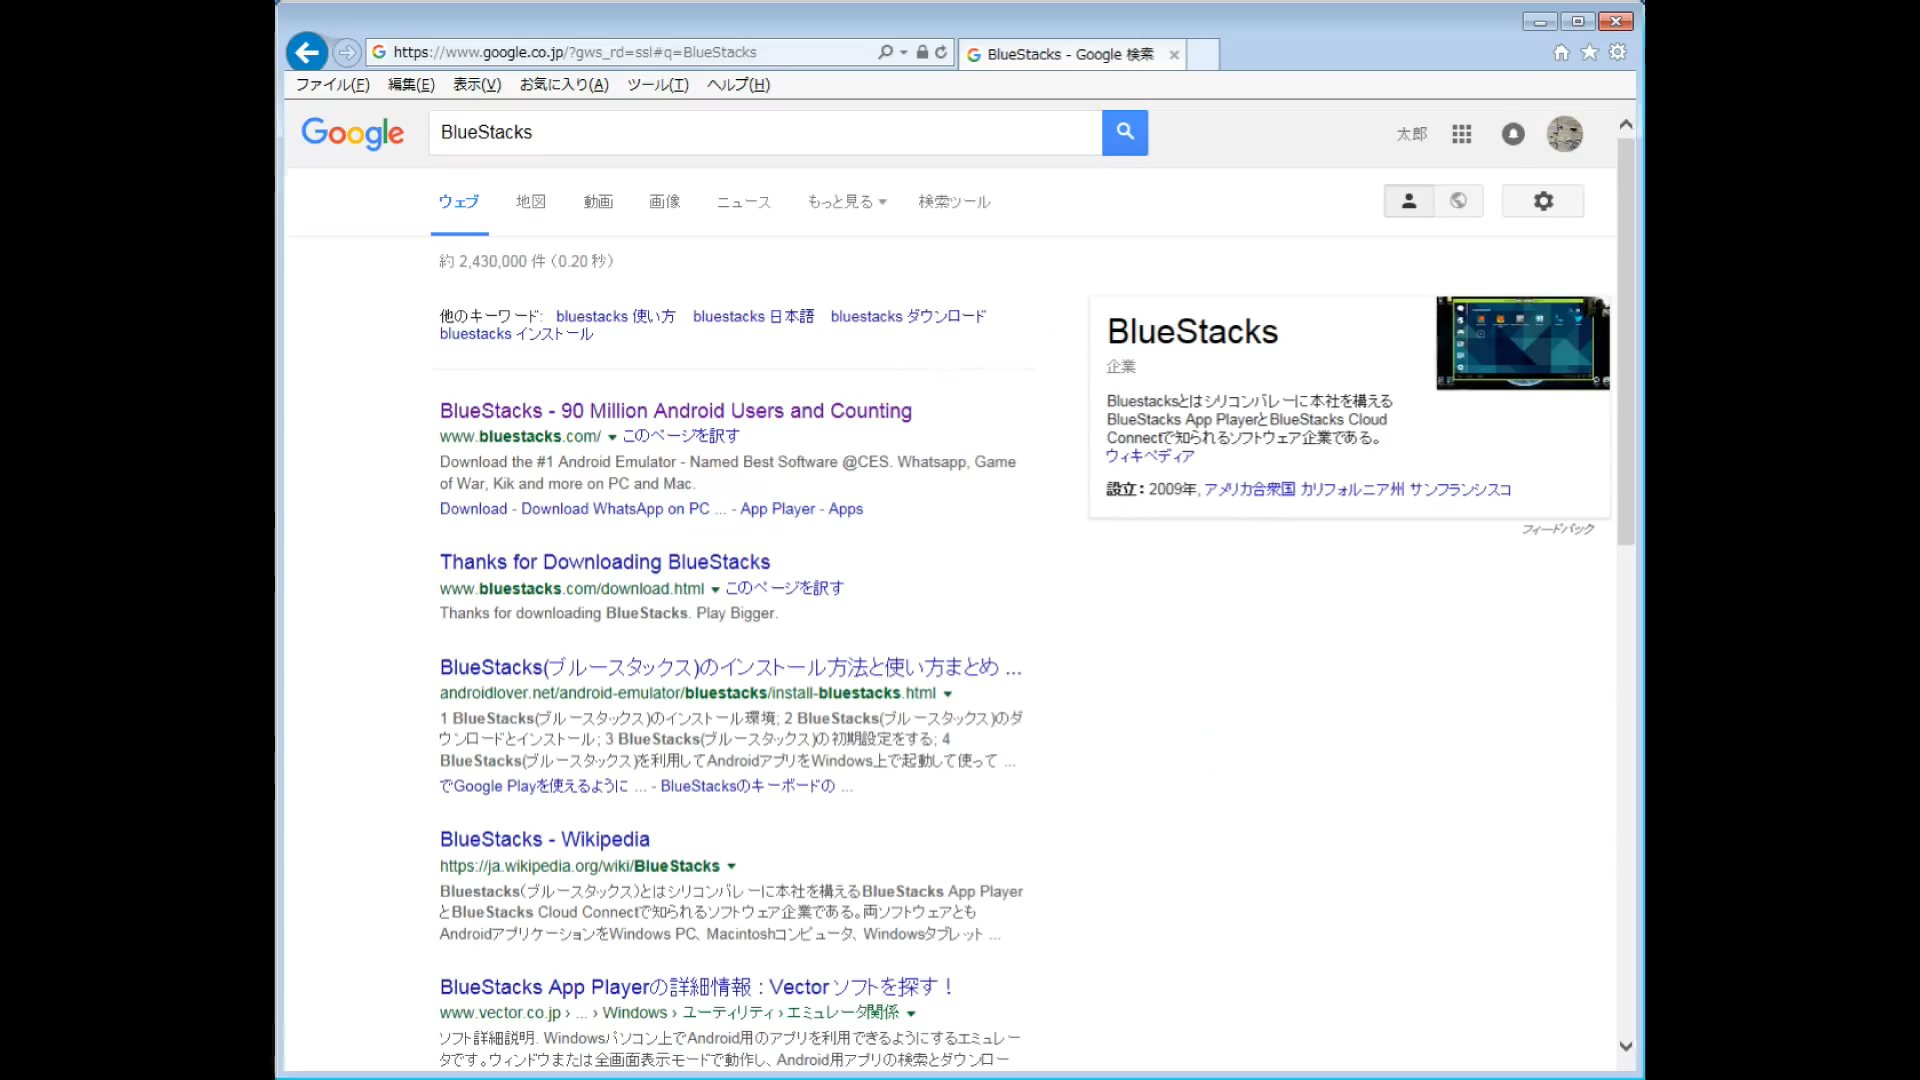 https://www.google.co.jp/?gws_rd=ssl#q=BlueStacks
BlueStacks - Google 検索
ファイル(F) 編集(E) 表示(V) お気に入り(A) ツール(T) ヘルプ(H)
Google
BlueStacks
太郎
ウェブ 地図 動画 画像 ニュース もっと見る 検索ツール
約 2,430,000 件 (0.20 秒)
他のキーワード: bluestacks 使い方 bluestacks 日本語 bluestacks ダウンロード
bluestacks インストール
BlueStacks - 90 Million Android Users and Counting
www.bluestacks.com/ このページを訳す
Download the #1 Android Emulator - Named Best Software @CES. Whatsapp, Game
of War, Kik and more on PC and Mac.
Download - Download WhatsApp on PC ... - App Player - Apps
Thanks for Downloading BlueStacks
www.bluestacks.com/download.html このページを訳す
Thanks for downloading BlueStacks. Play Bigger.
BlueStacks(ブルースタックス)のインストール方法と使い方まとめ ...
androidlover.net/android-emulator/bluestacks/install-bluestacks.html
1 BlueStacks(ブルースタックス)のインストール環境; 2 BlueStacks(ブルースタックス)のダ
ウンロードとインストール; 3 BlueStacks(ブルースタックス)の初期設定をする; 4
BlueStacks(ブルースタックス)を利用してAndroidアプリをWindows上で起動して使って ...
でGoogle Playを使えるように ... - BlueStacksのキーボードの ...
BlueStacks - Wikipedia
https://ja.wikipedia.org/wiki/BlueStacks
Bluestacks(ブルースタックス)とはシリコンバレーに本社を構えるBlueStacks App Player
とBlueStacks Cloud Connectで知られるソフトウェア企業である。両ソフトウェアとも
AndroidアプリケーションをWindows PC、Macintoshコンピュータ、Windowsタブレット ...
BlueStacks App Playerの詳細情報 : Vector ソフトを探す！
www.vector.co.jp › ... › Windows › ユーティリティ › エミュレータ関係
ソフト詳細説明. Windowsパソコン上でAndroid用のアプリを利用できるようにするエミュレー
タです。ウィンドウまたは全画面表示モードで動作し、Android用アプリの検索とダウンロー
BlueStacks
企業
Bluestacksとはシリコンバレーに本社を構える
BlueStacks App PlayerとBlueStacks Cloud
Connectで知られるソフトウェア企業である。
ウィキペディア
設立: 2009年, アメリカ合衆国 カリフォルニア州 サンフランシスコ
フィードバック